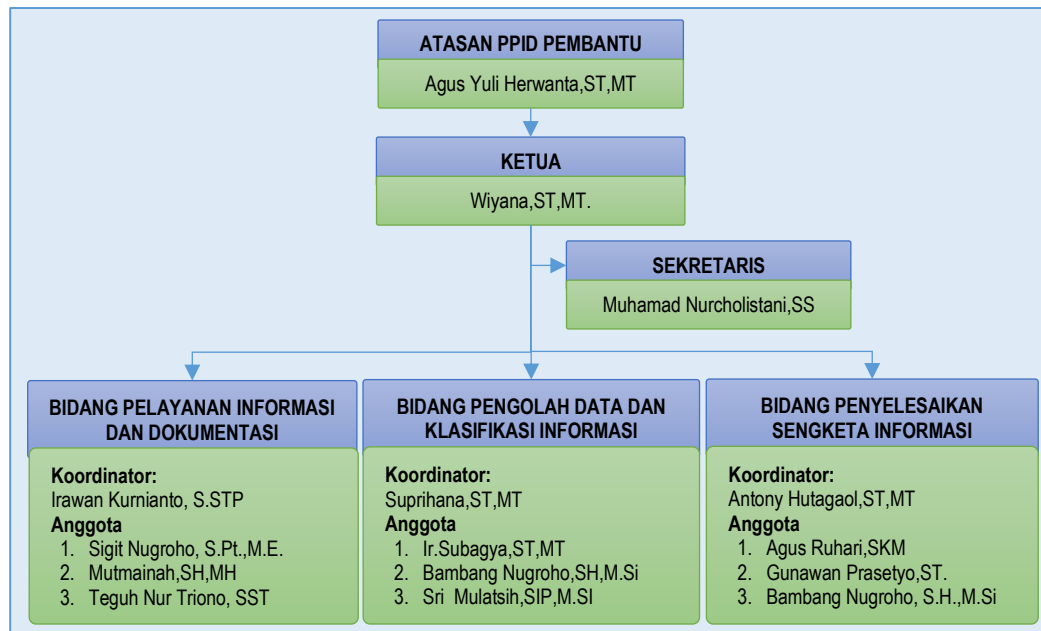 ATASAN PPID PEMBANTU
Agus Yuli Herwanta,ST,MT
KETUA
Wiyana,ST,MT.
SEKRETARIS
Muhamad Nurcholistani,SS
BIDANG PELAYANAN INFORMASI
DAN DOKUMENTASI
Koordinator:
Irawan Kurnianto, S.STP
Anggota
1. Sigit Nugroho, S.Pt.,M.E.
2. Mutmainah,SH,MH
3. Teguh Nur Triono, SST
BIDANG PENGOLAH DATA DAN
KLASIFIKASI INFORMASI
Koordinator:
Suprihana,ST,MT
Anggota
1. Ir.Subagya,ST,MT
2. Bambang Nugroho,SH,M.Si
3. Sri Mulatsih,SIP,M.SI
BIDANG PENYELESAIKAN
SENGKETA INFORMASI
Koordinator:
Antony Hutagaol,ST,MT
Anggota
1. Agus Ruhari,SKM
2. Gunawan Prasetyo,ST.
3. Bambang Nugroho, S.H.,M.Si